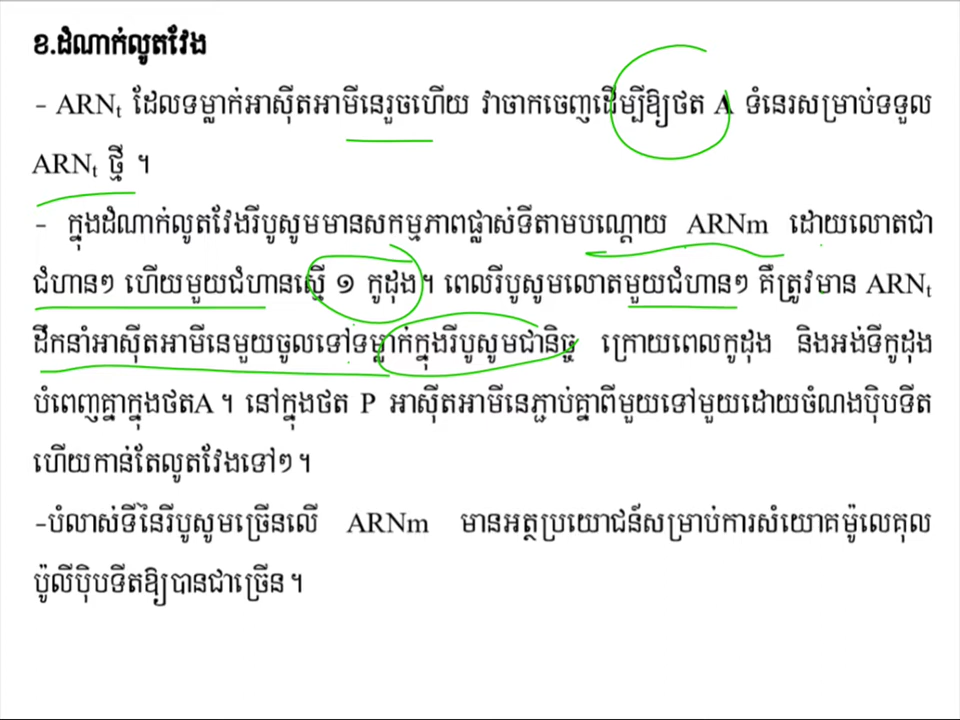 ខ.ដំណាក់លូតវែង
- ARNt ដែលទម្លាក់អាស៊ីតអាមីនេរួចហើយ វាចាកចេញដើម្បីឱ្យថត A ទំនេរសម្រាប់ទទួល
ARNt ថ្មី ។
- ក្នុងដំណាក់លូតវែងរីបូសូមមានសកម្មភាពផ្លាស់ទីតាមបណ្តោយ ARNm ដោយលោតជា
ជំហានៗ ហើយមួយជំហានស្មើ ១ កូដុង ។ ពេលរីបូសូមលោតមួយជំហានៗ គឺត្រូវមាន ARNt
ដឹកនាំអាស៊ីតអាមីនេមួយចូលទៅទម្លាក់ក្នុងរីបូសូមជានិច្ច ក្រោយពេលកូដុង និងអង់ទីកូដុង
បំពេញគ្នាក្នុងថតA ។ នៅក្នុងថត P អាស៊ីតអាមីនេភ្ជាប់គ្នាពីមួយទៅមួយដោយចំណងប៉ិបទីត
ហើយកាន់តែលូតវែងទៅៗ ។
-បំលាស់ទីនៃរីបូសូមច្រើនលើ ARNm មានអត្ថប្រយោជន៍សម្រាប់ការសំយោគម៉ូលេគុល
ប៉ូលីប៉ិបទីតឱ្យបានជាច្រើន ។